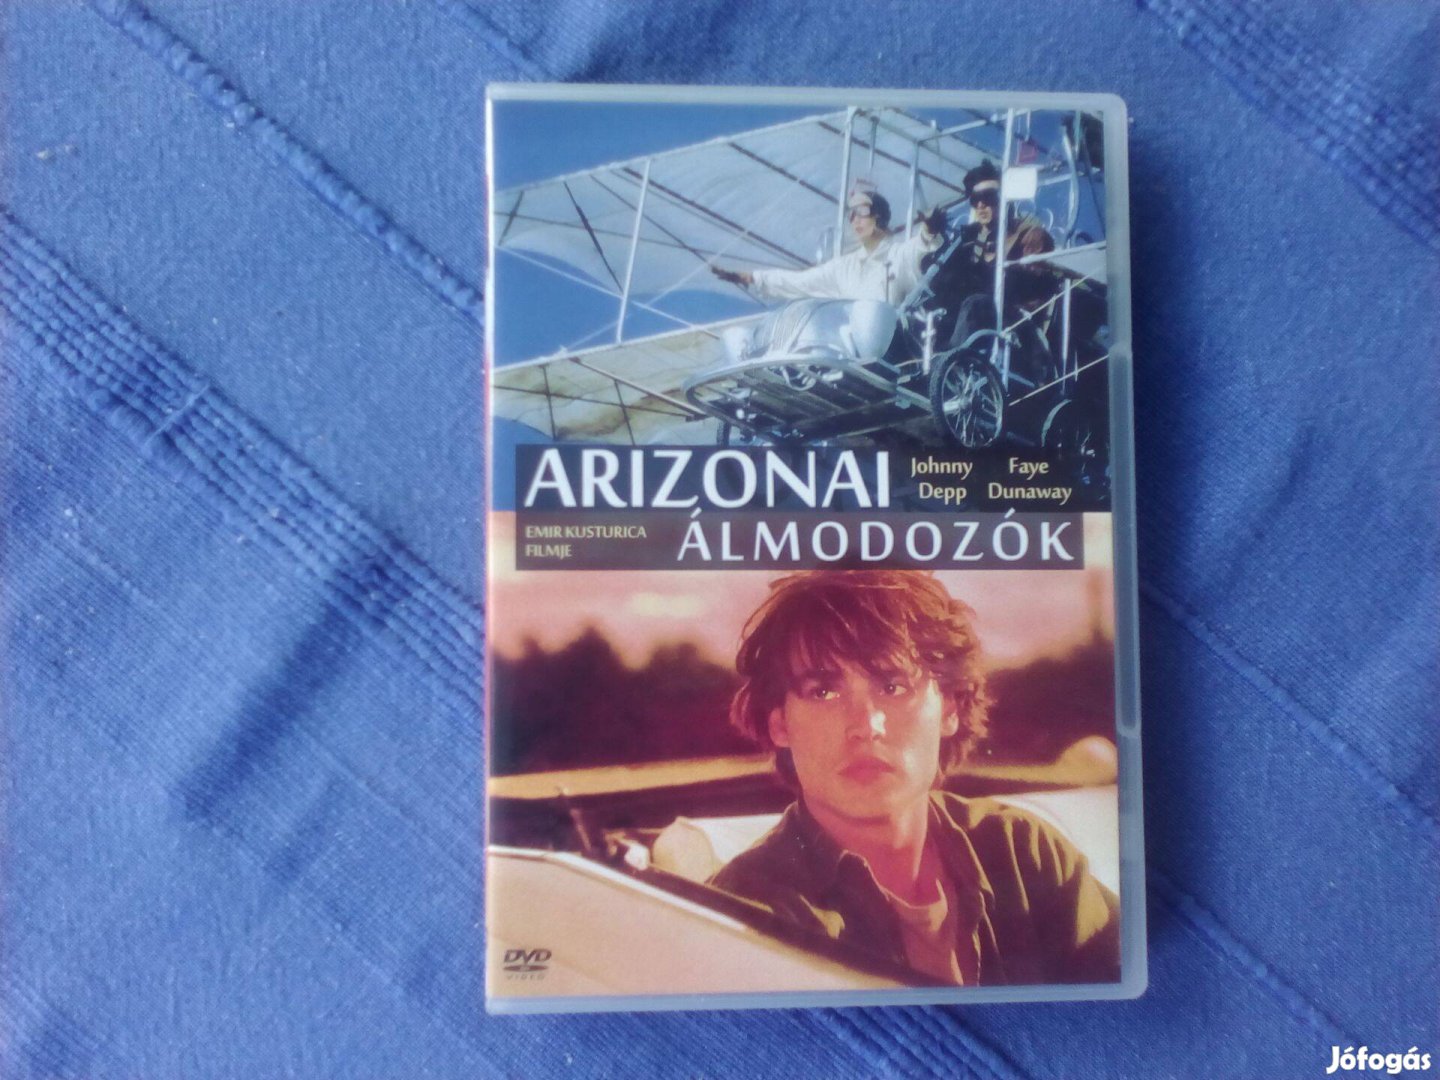 ARIZONAI
Johnny Depp
Faye Dunaway
EMIR KUSTURICA
FILMJE
ÁLMODOZÓK
DVD
VIDEO
Jófogás